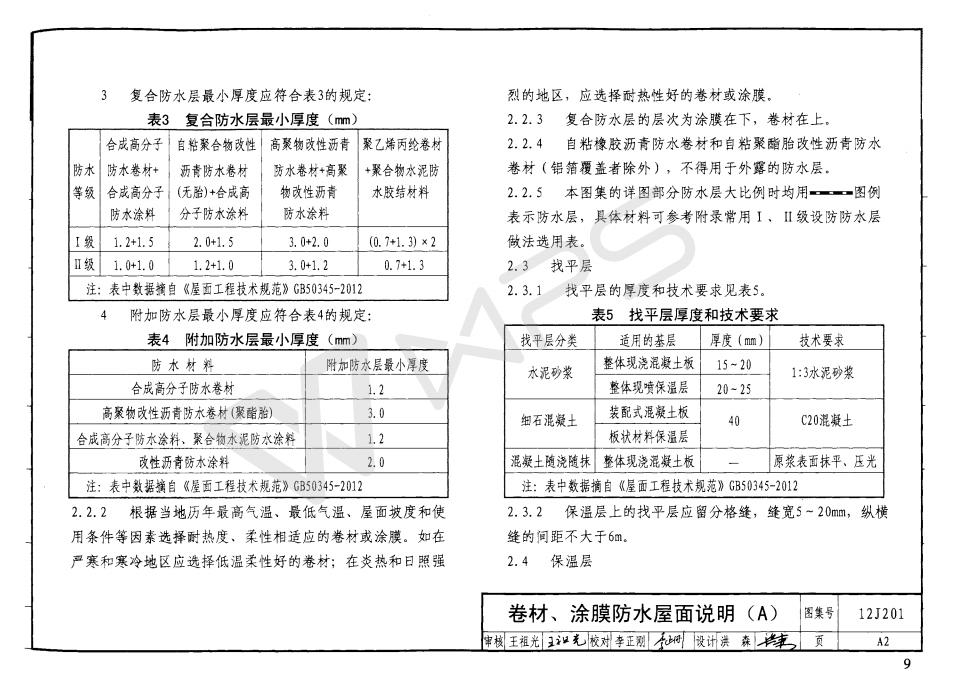 3 复合防水层最小厚度应符合表3的规定：
表3 复合防水层最小厚度（mm）
防水等级 合成高分子防水卷材+合成高分子防水涂料 自粘聚合物改性沥青防水卷材(无胎)+合成高分子防水涂料 高聚物改性沥青防水卷材+高聚物改性沥青防水涂料 聚乙烯丙纶卷材+聚合物水泥防水胶结材料
Ⅰ级 1.2+1.5 2.0+1.5 3.0+2.0 (0.7+1.3)×2
Ⅱ级 1.0+1.0 1.2+1.0 3.0+1.2 0.7+1.3
注：表中数据摘自《屋面工程技术规范》GB50345-2012
4 附加防水层最小厚度应符合表4的规定：
表4 附加防水层最小厚度（mm）
防水材料 附加防水层最小厚度
合成高分子防水卷材 1.2
高聚物改性沥青防水卷材(聚酯胎) 3.0
合成高分子防水涂料、聚合物水泥防水涂料 1.2
改性沥青防水涂料 2.0
注：表中数据摘自《屋面工程技术规范》GB50345-2012
2.2.2 根据当地历年最高气温、最低气温、屋面坡度和使
用条件等因素选择耐热度、柔性相适应的卷材或涂膜。如在
严寒和寒冷地区应选择低温柔性好的卷材；在炎热和日照强
烈的地区，应选择耐热性好的卷材或涂膜。
2.2.3 复合防水层的层次为涂膜在下，卷材在上。
2.2.4 自粘橡胶沥青防水卷材和自粘聚酯胎改性沥青防水
卷材（铝箔覆盖者除外），不得用于外露的防水层。
2.2.5 本图集的详图部分防水层大比例时均用图例
表示防水层，具体材料可参考附录常用Ⅰ、Ⅱ级设防防水层
做法选用表。
2.3 找平层
2.3.1 找平层的厚度和技术要求见表5。
表5 找平层厚度和技术要求
找平层分类 适用的基层 厚度（mm） 技术要求
水泥砂浆 整体现浇混凝土板 15~20 1:3水泥砂浆
整体现喷保温层 20~25
细石混凝土 装配式混凝土板 40 C20混凝土
板状材料保温层
混凝土随浇随抹 整体现浇混凝土板 — 原浆表面抹平、压光
注：表中数据摘自《屋面工程技术规范》GB50345-2012
2.3.2 保温层上的找平层应留分格缝，缝宽5~20mm，纵横
缝的间距不大于6m。
2.4 保温层
卷材、涂膜防水屋面说明（A） 图集号 12J201
审核 王祖光 校对 李正刚 设计 洪森 页 A2
9
WPS